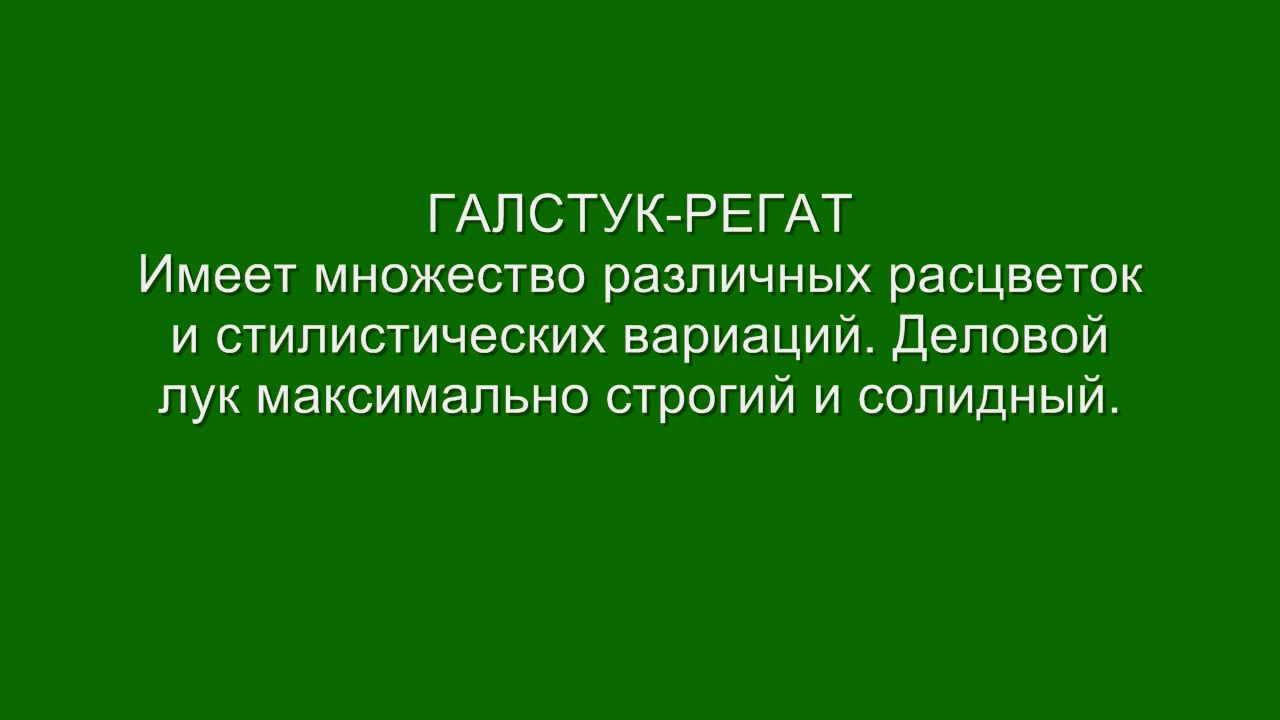 ГАЛСТУК-РЕГАТ
Имеет множество различных расцветок
и стилистических вариаций. Деловой
лук максимально строгий и солидный.